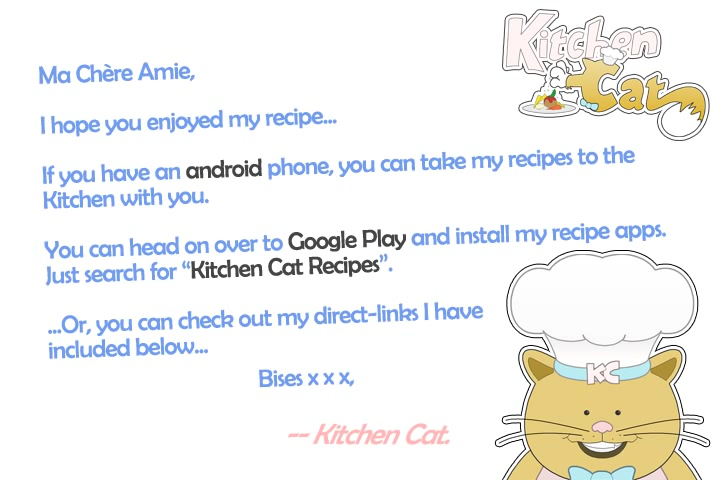 Kitchen
Cat
Ma Chère Amie,
I hope you enjoyed my recipe...
If you have an android phone, you can take my recipes to the
Kitchen with you.
You can head on over to Google Play and install my recipe apps.
Just search for “Kitchen Cat Recipes”.
...Or, you can check out my direct-links I have
included below...
Bises x x x,
-- Kitchen Cat.
KC